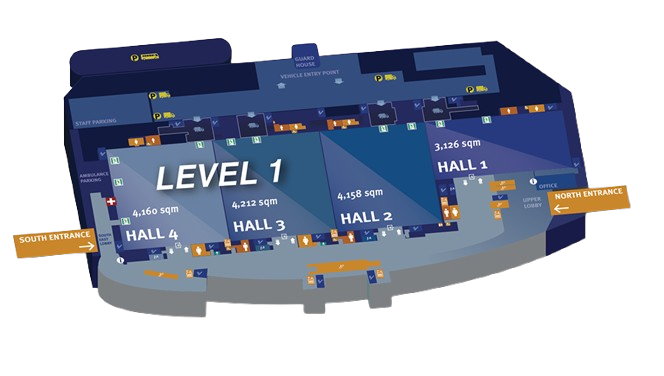 GUARD
HOUSE
VEHICLE ENTRY POINT
STAFF PARKING
AMBULANCE
PARKING
LEVEL 1
3,126 sqm
HALL 1
4,158 sqm
HALL 2
4,212 sqm
HALL 3
4,160 sqm
HALL 4
OFFICE
UPPER
LOBBY
NORTH ENTRANCE
SOUTH ENTRANCE